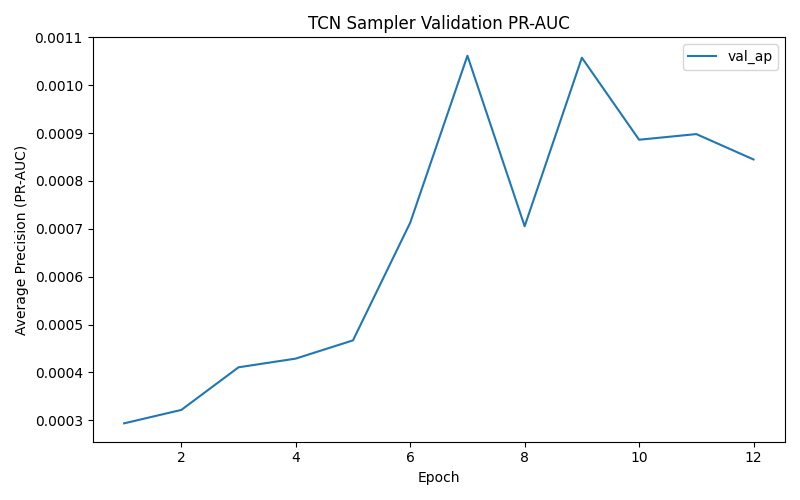 TCN Sampler Validation PR-AUC
val_ap
0.0011
0.0010
0.0009
0.0008
0.0007
0.0006
0.0005
0.0004
0.0003
Average Precision (PR-AUC)
2 4 6 8 10 12
Epoch